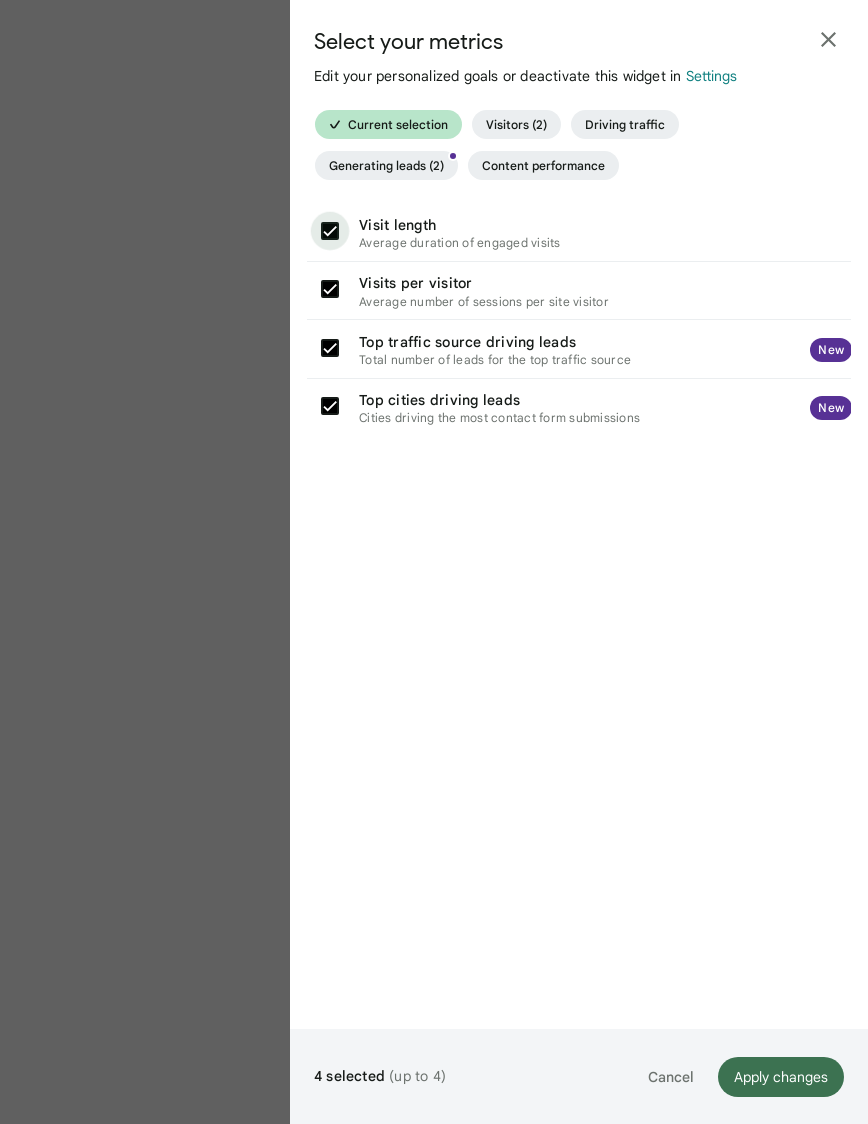 Select your metrics
Edit your personalized goals or deactivate this widget in Settings
Current selection
Visitors (2)
Driving traffic
Generating leads (2)
Content performance
Visit length
Average duration of engaged visits
Visits per visitor
Average number of sessions per site visitor
Top traffic source driving leads
Total number of leads for the top traffic source
New
Top cities driving leads
Cities driving the most contact form submissions
New
4 selected (up to 4)
Cancel
Apply changes